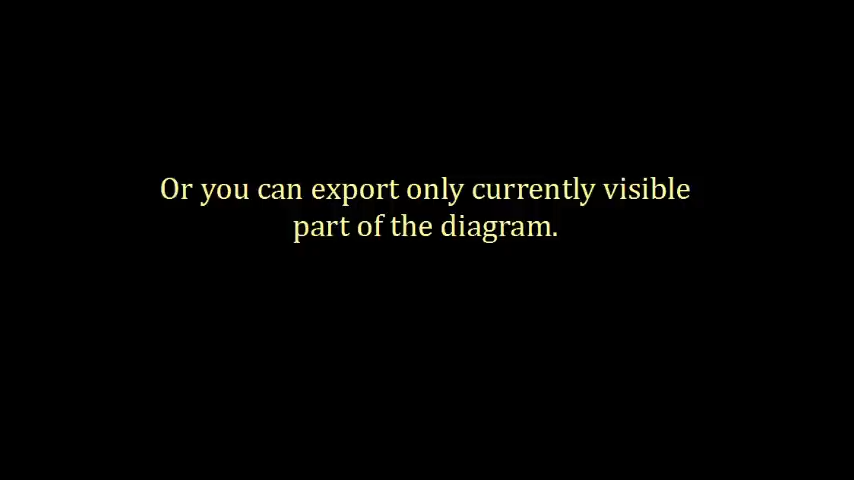 Or you can export only currently visible
part of the diagram.